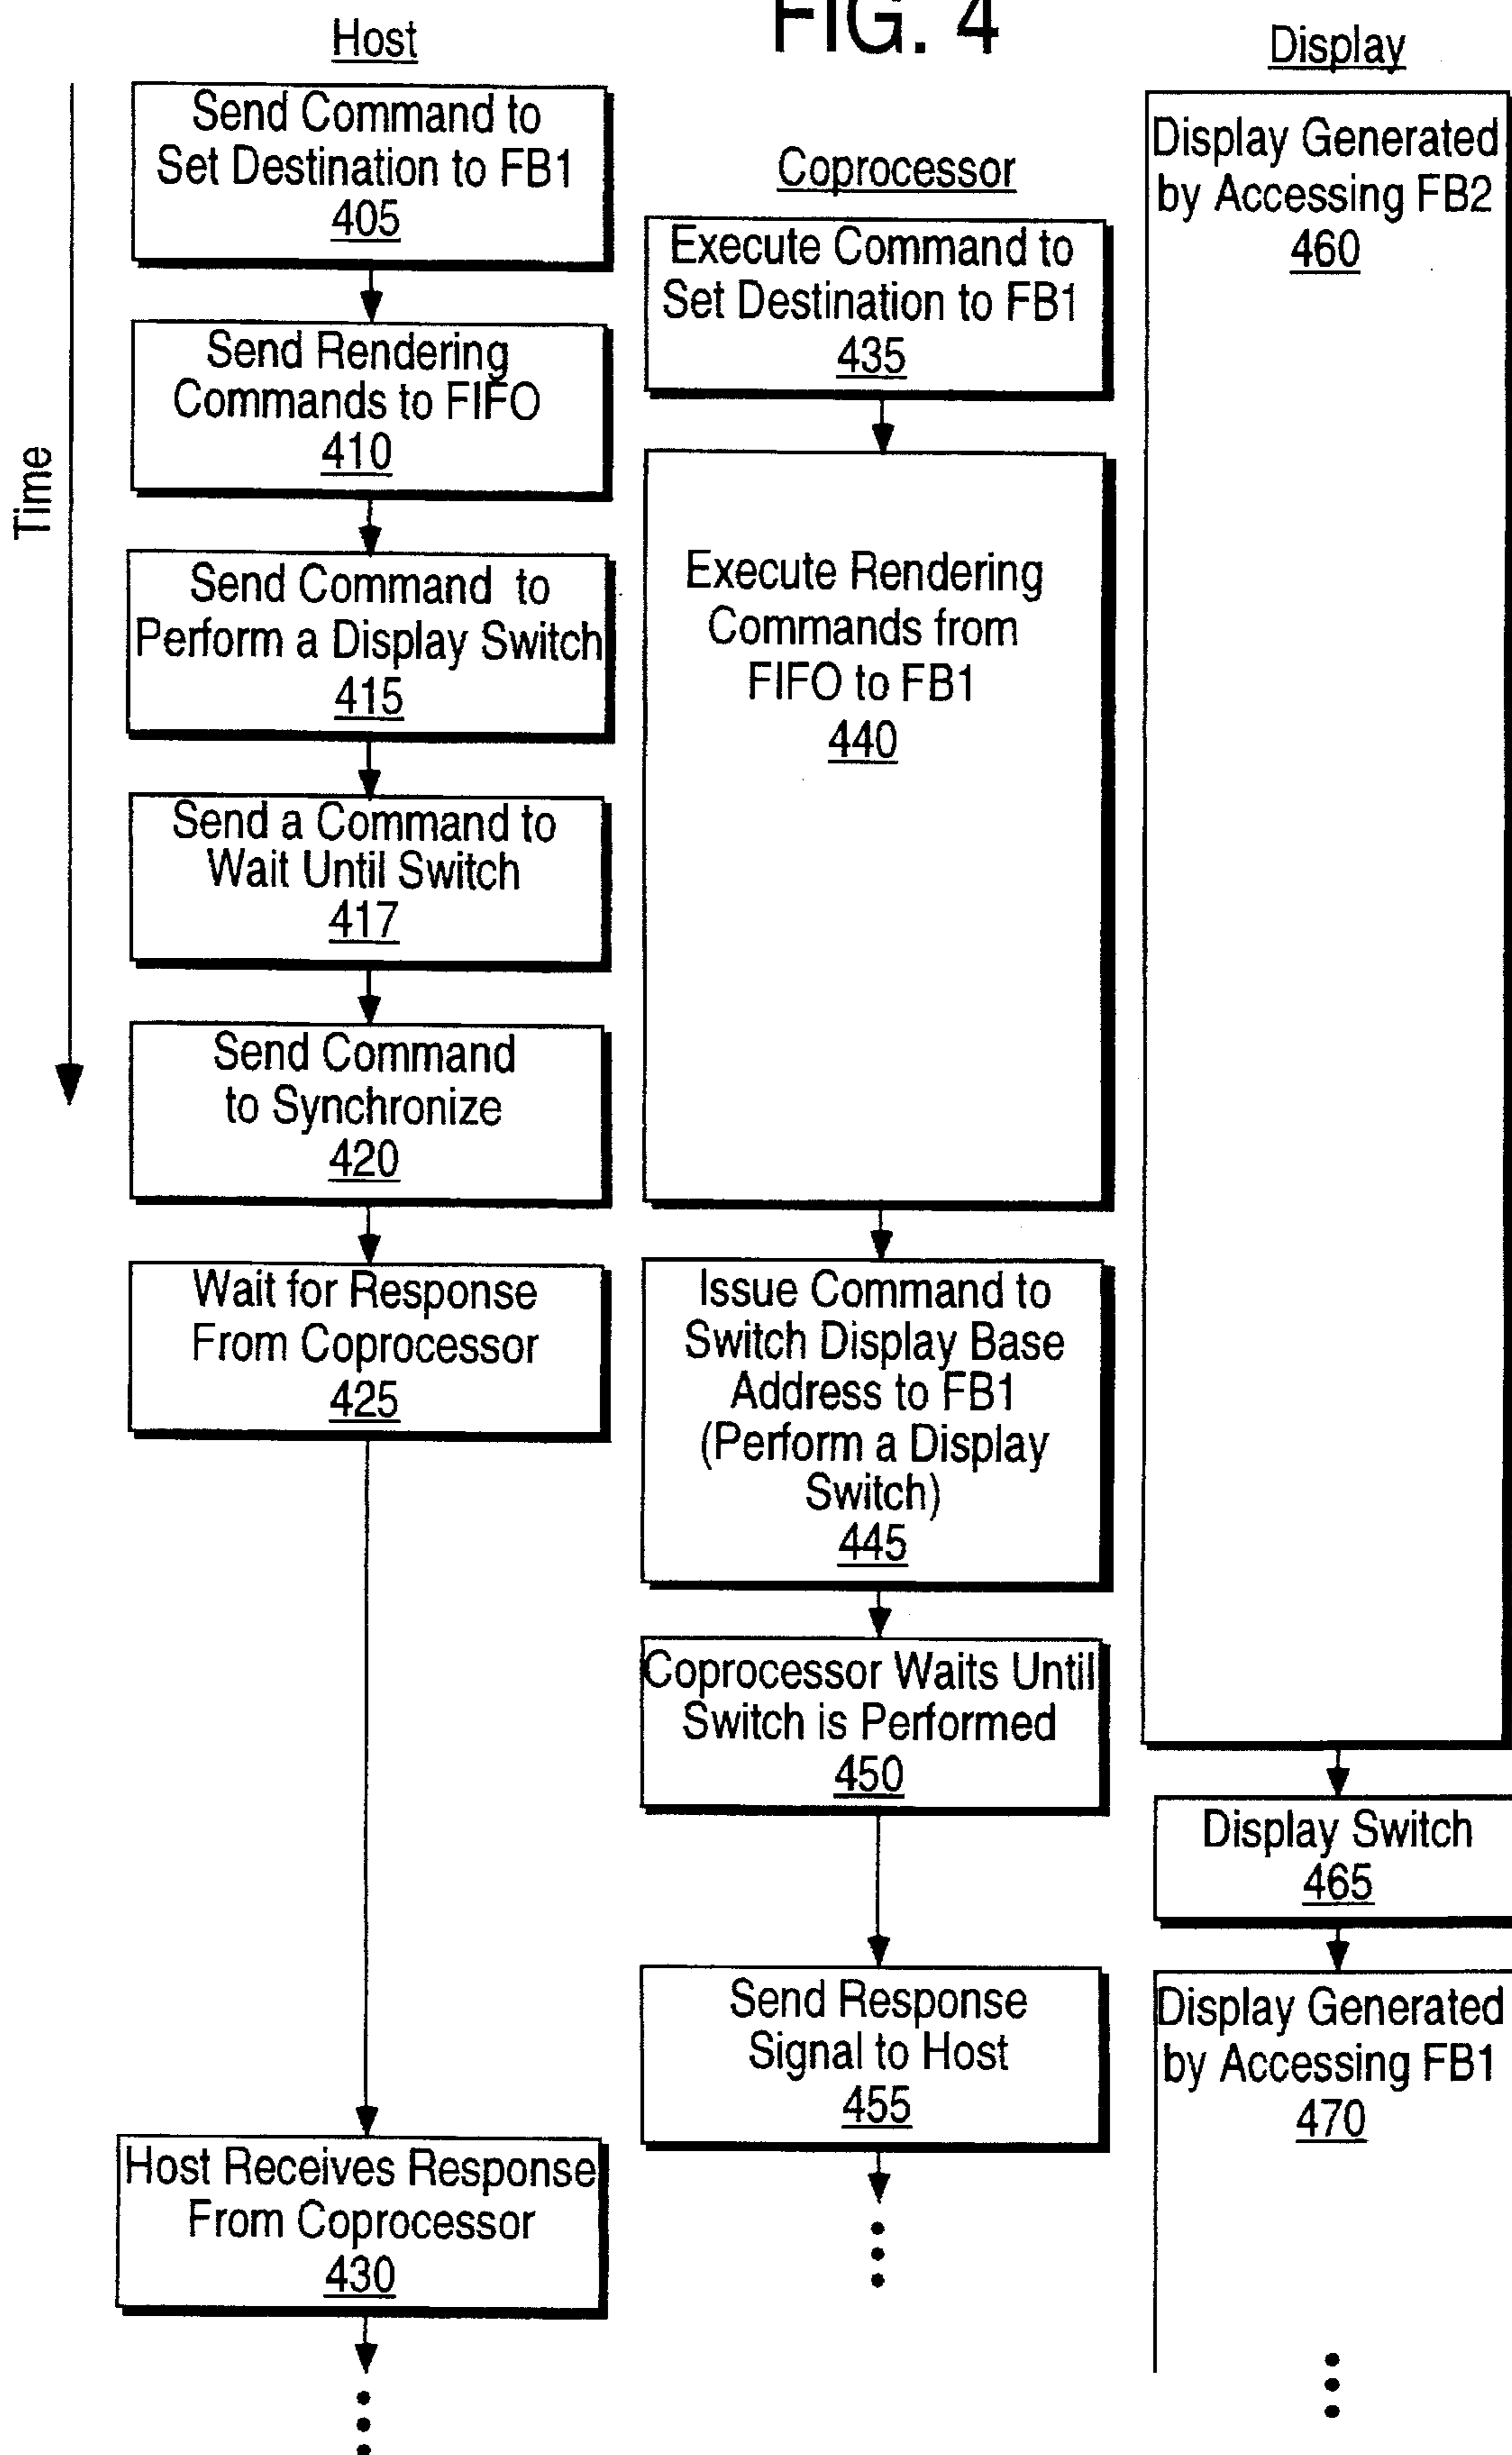 FIG. 4
Host
Time
Send Command to
Set Destination to FB1
405
Send Rendering
Commands to FIFO
410
Send Command to
Perform a Display Switch
415
Send a Command to
Wait Until Switch
417
Send Command
to Synchronize
420
Wait for Response
From Coprocessor
425
Host Receives Response
From Coprocessor
430
Coprocessor
Execute Command to
Set Destination to FB1
435
Execute Rendering
Commands from
FIFO to FB1
440
Issue Command to
Switch Display Base
Address to FB1
(Perform a Display
Switch)
445
Coprocessor Waits Until
Switch is Performed
450
Send Response
Signal to Host
455
Display
Display Generated
by Accessing FB2
460
Display Switch
465
Display Generated
by Accessing FB1
470